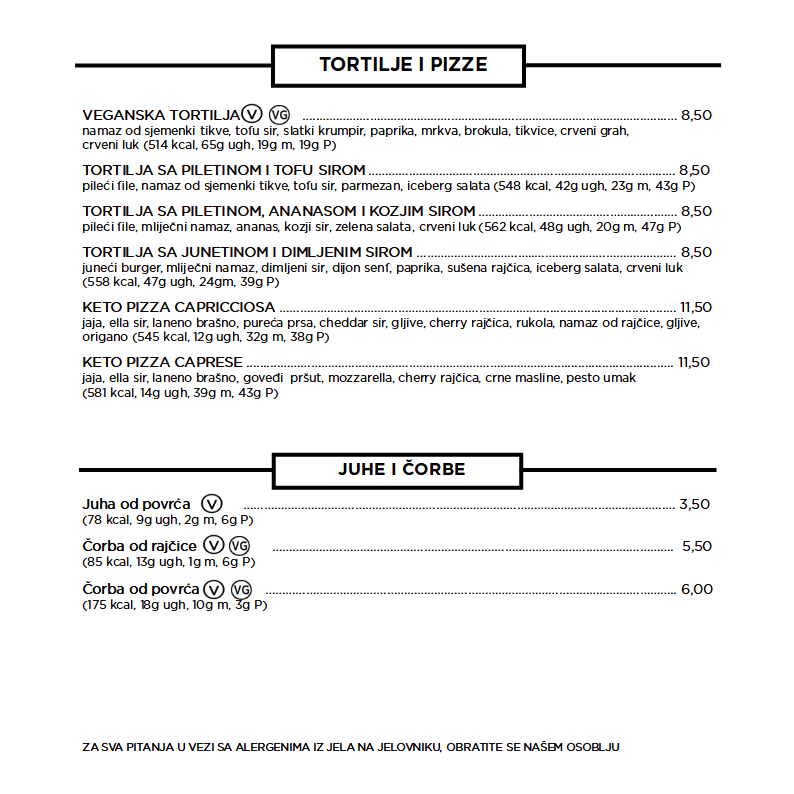 TORTILJE I PIZZE
VEGANSKA TORTILJA V VG ........................ 8,50
namaz od sjemenki tikve, tofu sir, slatki krumpir, paprika, mrkva, brokula, tikvice, crveni grah,
crveni luk (514 kcal, 65g ugh, 19g m, 19g P)
TORTILJA SA PILETINOM I TOFU SIROM ........................ 8,50
pileći file, namaz od sjemenki tikve, tofu sir, parmezan, iceberg salata (548 kcal, 42g ugh, 23g m, 43g P)
TORTILJA SA PILETINOM, ANANASOM I KOZJIM SIROM ........................ 8,50
pileći file, mliječni namaz, ananas, kozji sir, zelena salata, crveni luk (562 kcal, 48g ugh, 20g m, 47g P)
TORTILJA SA JUNETINOM I DIMLJENIM SIROM ........................ 8,50
juneći burger, mliječni namaz, dimljeni sir, dijon senf, paprika, sušena rajčica, iceberg salata, crveni luk
(558 kcal, 47g ugh, 24gm, 39g P)
KETO PIZZA CAPRICCIOSA ........................ 11,50
jaja, ella sir, laneno brašno, pureća prsa, cheddar sir, gljive, cherry rajčica, rukola, namaz od rajčice, gljive,
origano (545 kcal, 12g ugh, 32g m, 38g P)
KETO PIZZA CAPRESE ........................ 11,50
jaja, ella sir, laneno brašno, goveđi pršut, mozzarella, cherry rajčica, crne masline, pesto umak
(581 kcal, 14g ugh, 39g m, 43g P)
JUHE I ČORBE
Juha od povrća V ........................ 3,50
(78 kcal, 9g ugh, 2g m, 6g P)
Čorba od rajčice V VG ........................ 5,50
(85 kcal, 13g ugh, 1g m, 6g P)
Čorba od povrća V VG ........................ 6,00
(175 kcal, 18g ugh, 10g m, 3g P)
ZA SVA PITANJA U VEZI SA ALERGENIMA IZ JELA NA JELOVNIKU, OBRATITE SE NAŠEM OSOBLJU